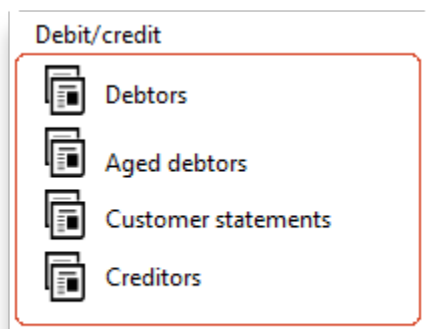 Debit/credit
Debtors
Aged debtors
Customer statements
Creditors